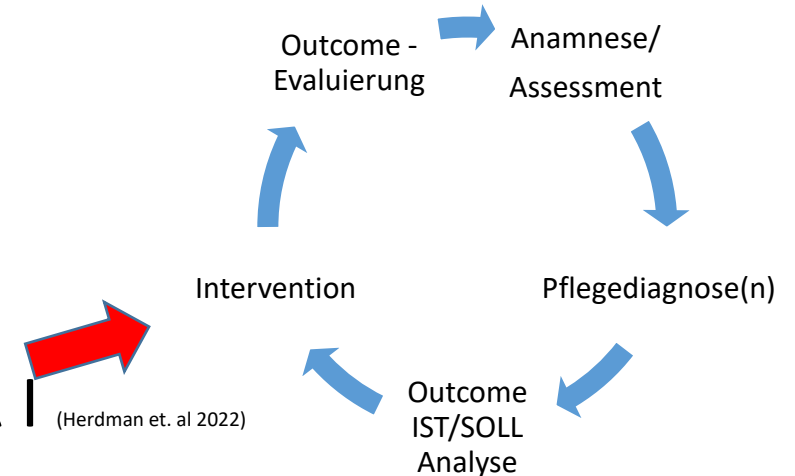 Outcome -
Evaluierung
Anamnese/
Assessment
Intervention
Pflegediagnose(n)
Outcome
IST/SOLL
Analyse
(Herdman et. al 2022)